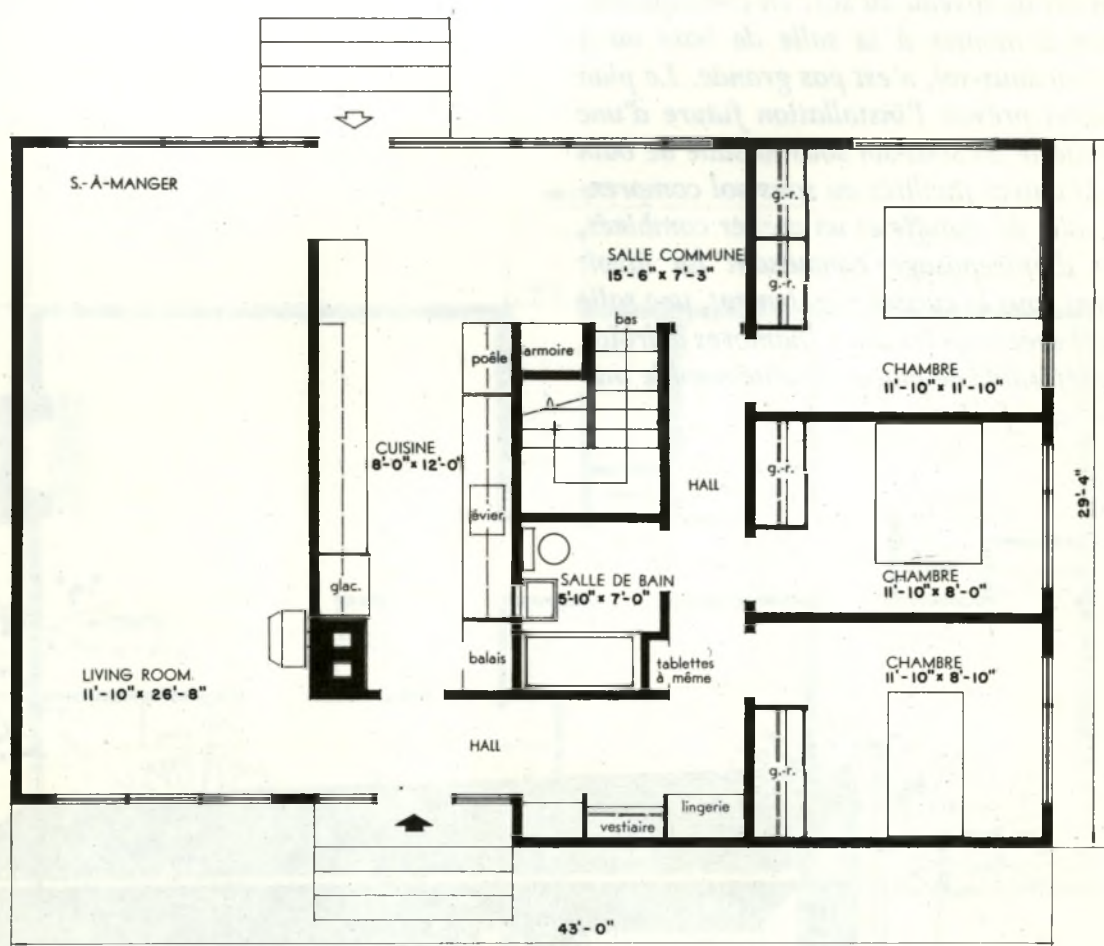 S.-À-MANGER
SALLE COMMUNE
15'-6" x 7'-3"
g.-r.
g.-r.
bas
armoire
poêle
CHAMBRE
11'-10" x 11'-10"
CUISINE
8'-0" x 12'-0"
g.-r.
HALL
évier
29'-4"
glac.
SALLE DE BAIN
5'-10" x 7'-0"
CHAMBRE
11'-10" x 8'-0"
balais
tablettes
à même
LIVING ROOM
11'-10" x 26'-8"
CHAMBRE
11'-10" x 8'-10"
HALL
g.-r.
lingerie
vestiaire
43'-0"